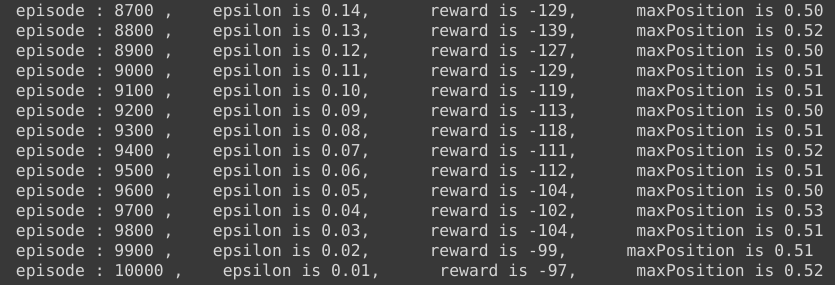 episode : 8700 , epsilon is 0.14, reward is -129, maxPosition is 0.50
episode : 8800 , epsilon is 0.13, reward is -139, maxPosition is 0.52
episode : 8900 , epsilon is 0.12, reward is -127, maxPosition is 0.50
episode : 9000 , epsilon is 0.11, reward is -129, maxPosition is 0.51
episode : 9100 , epsilon is 0.10, reward is -119, maxPosition is 0.51
episode : 9200 , epsilon is 0.09, reward is -113, maxPosition is 0.50
episode : 9300 , epsilon is 0.08, reward is -118, maxPosition is 0.51
episode : 9400 , epsilon is 0.07, reward is -111, maxPosition is 0.52
episode : 9500 , epsilon is 0.06, reward is -112, maxPosition is 0.51
episode : 9600 , epsilon is 0.05, reward is -104, maxPosition is 0.50
episode : 9700 , epsilon is 0.04, reward is -102, maxPosition is 0.53
episode : 9800 , epsilon is 0.03, reward is -104, maxPosition is 0.51
episode : 9900 , epsilon is 0.02, reward is -99, maxPosition is 0.51
episode : 10000 , epsilon is 0.01, reward is -97, maxPosition is 0.52